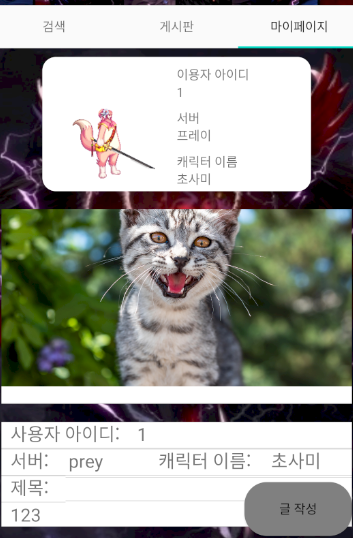 검색 게시판 마이페이지
이용자 아이디
1
서버
프레이
캐릭터 이름
초사미
사용자 아이디: 1
서버: prey 캐릭터 이름: 초사미
제목:
123
글 작성